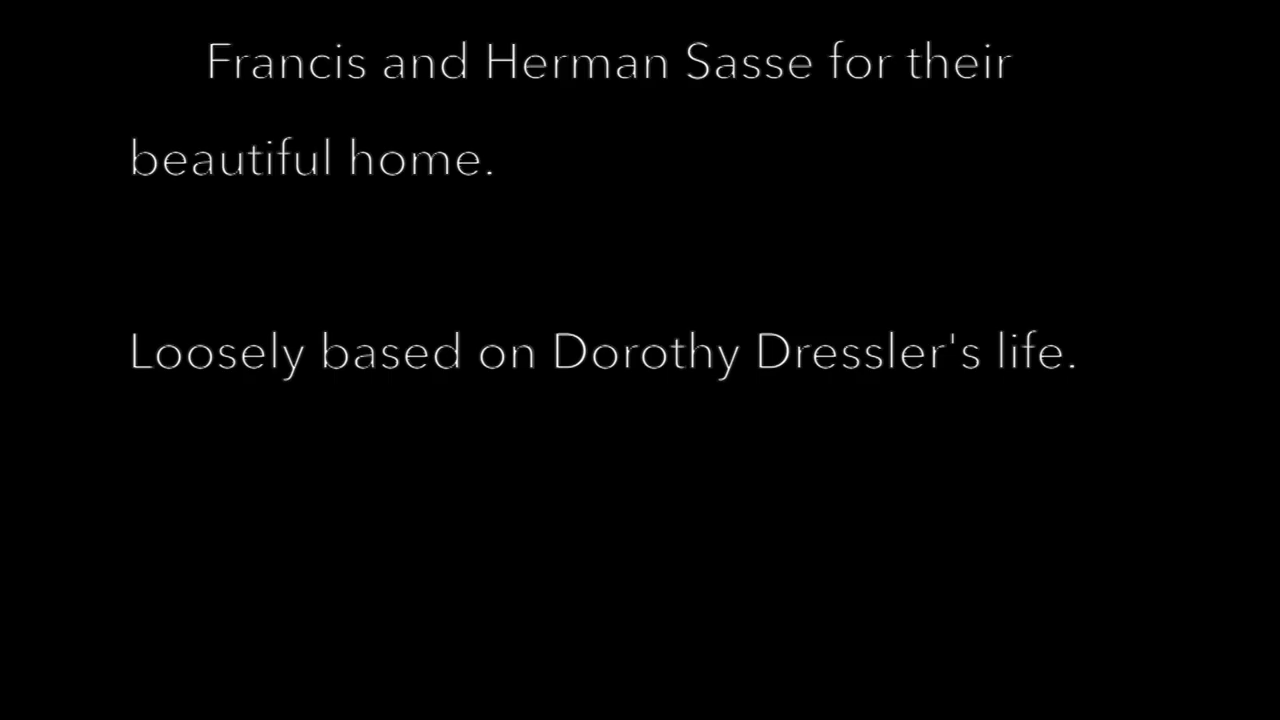 Francis and Herman Sasse for their
beautiful home.
Loosely based on Dorothy Dressler's life.